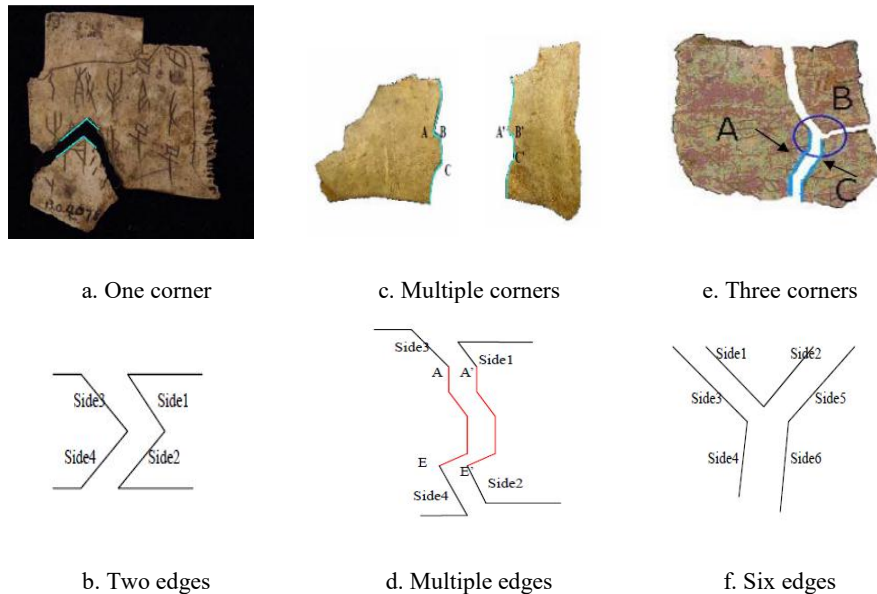 A
B
C
A'
B'
C'
A
B
C
a. One corner
c. Multiple corners
e. Three corners
Side3
Side1
Side4
Side2
Side3
Side1
A
A'
E
E'
Side4
Side2
Side1
Side2
Side3
Side5
Side4
Side6
b. Two edges
d. Multiple edges
f. Six edges